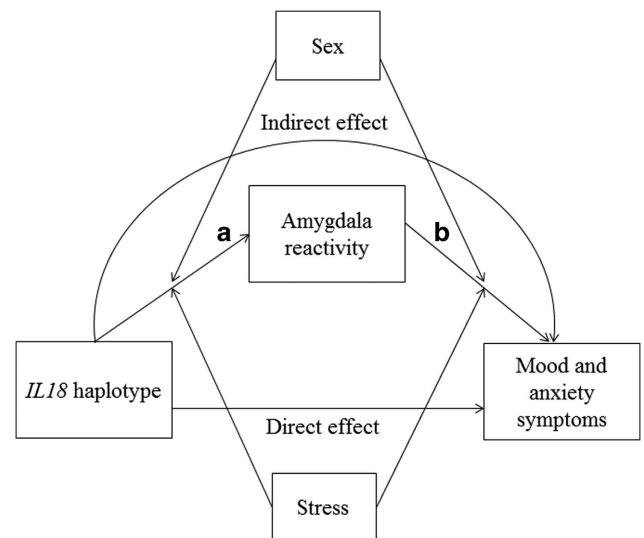 Sex
Indirect effect
a
Amygdala
reactivity
b
IL18 haplotype
Mood and
anxiety
symptoms
Direct effect
Stress